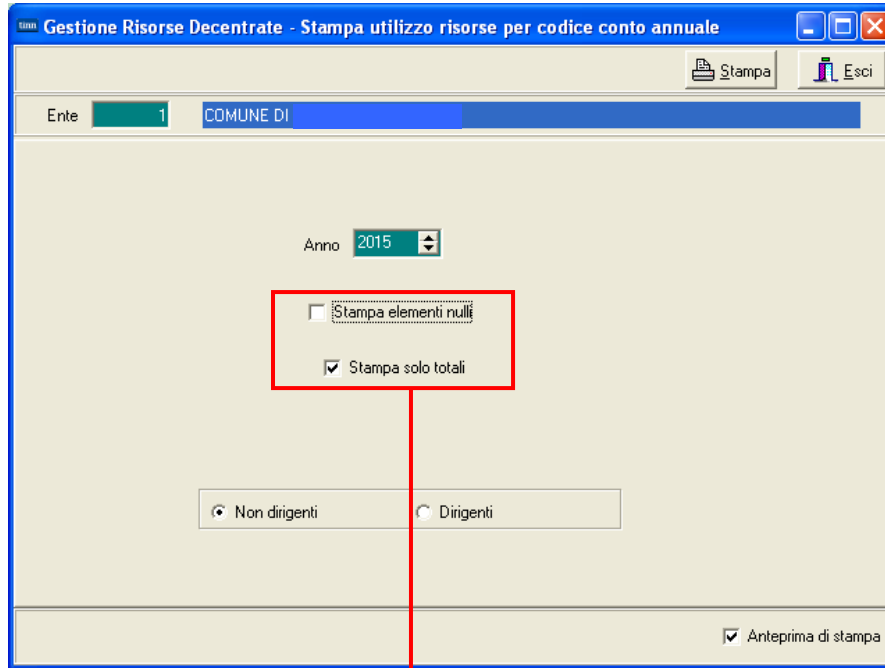 tinn Gestione Risorse Decentrate - Stampa utilizzo risorse per codice conto annuale
Stampa Esci
Ente 1 COMUNE DI
Anno 2015
Stampa elementi nulli
Stampa solo totali
Non dirigenti Dirigenti
Anteprima di stampa